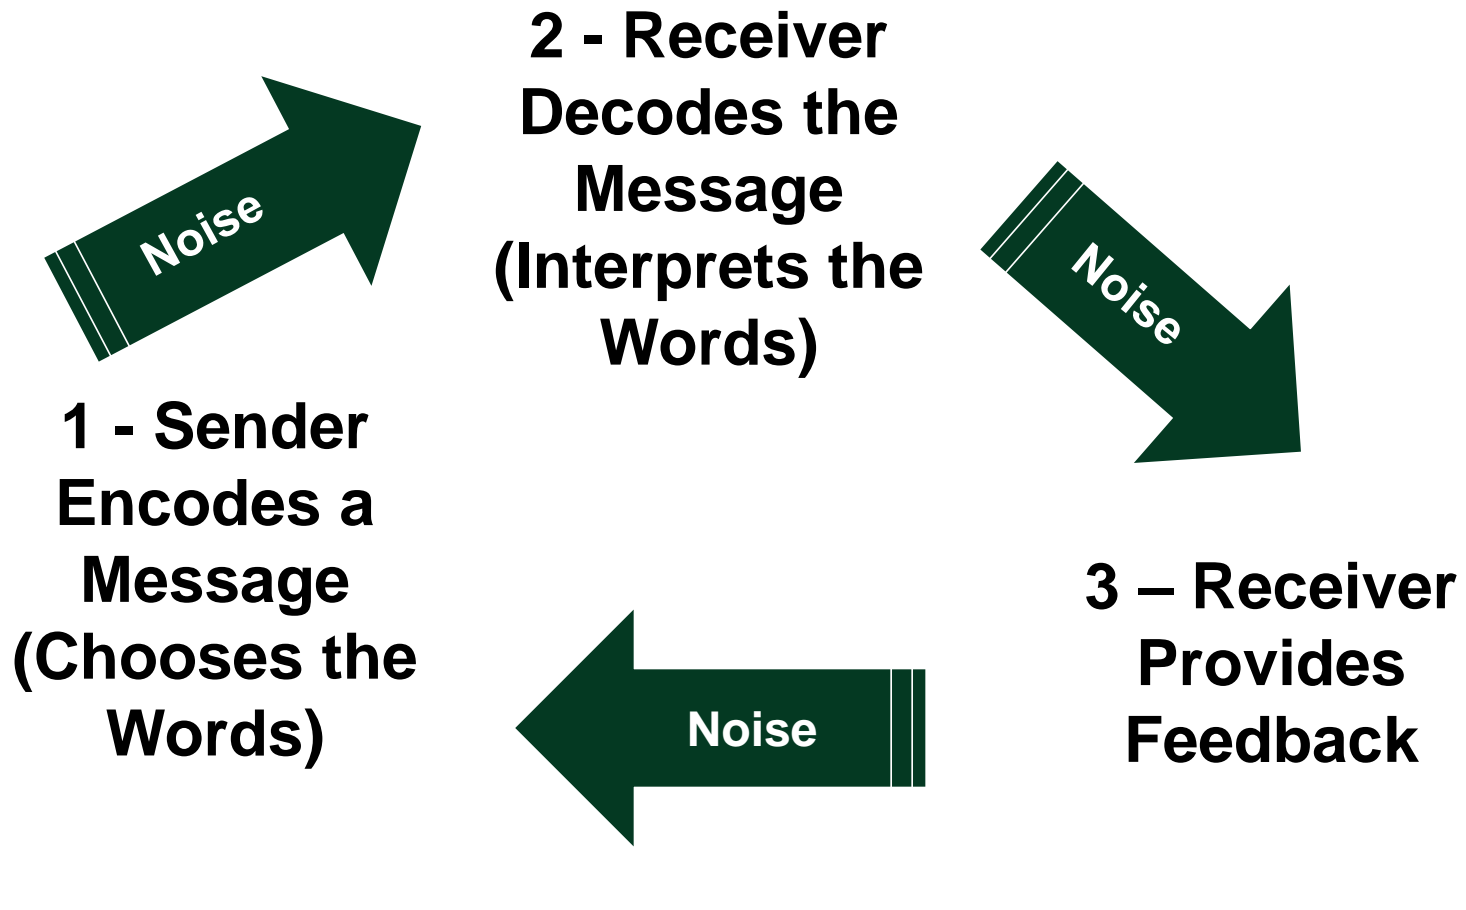 2 - Receiver
Decodes the
Message
(Interprets the
Words)
Noise
Noise
1 - Sender
Encodes a
Message
(Chooses the
Words)
3 – Receiver
Provides
Feedback
Noise